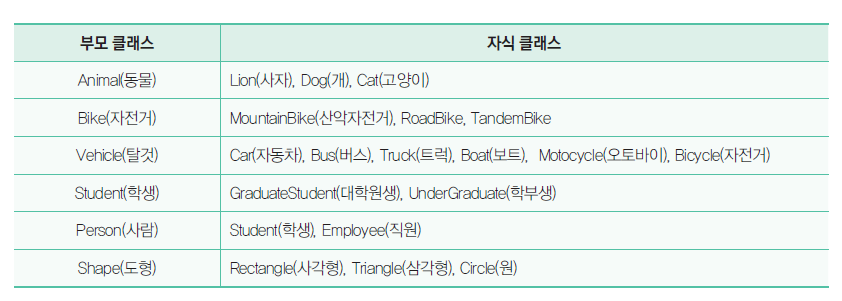 부모 클래스 자식 클래스
Animal(동물) Lion(사자), Dog(개), Cat(고양이)
Bike(자전거) MountainBike(산악자전거), RoadBike, TandemBike
Vehicle(탈것) Car(자동차), Bus(버스), Truck(트럭), Boat(보트), Motocycle(오토바이), Bicycle(자전거)
Student(학생) GraduateStudent(대학원생), UnderGraduate(학부생)
Person(사람) Student(학생), Employee(직원)
Shape(도형) Rectangle(사각형), Triangle(삼각형), Circle(원)